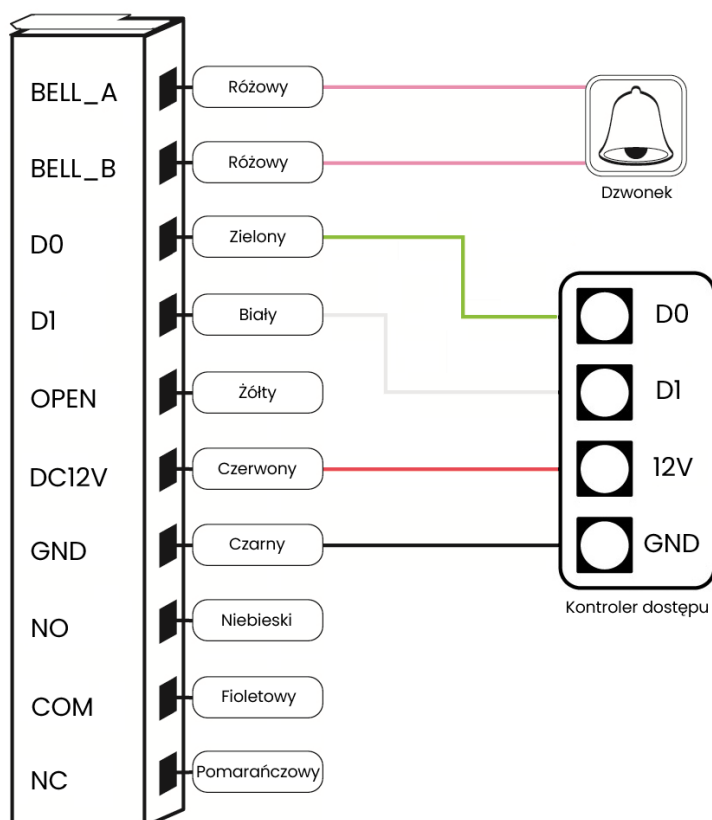 BELL_A
Różowy
BELL_B
Różowy
Dzwonek
D0
Zielony
D1
Biały
OPEN
Żółty
DC12V
Czerwony
GND
Czarny
NO
Niebieski
COM
Fioletowy
NC
Pomarańczowy
D0
D1
12V
GND
Kontroler dostępu